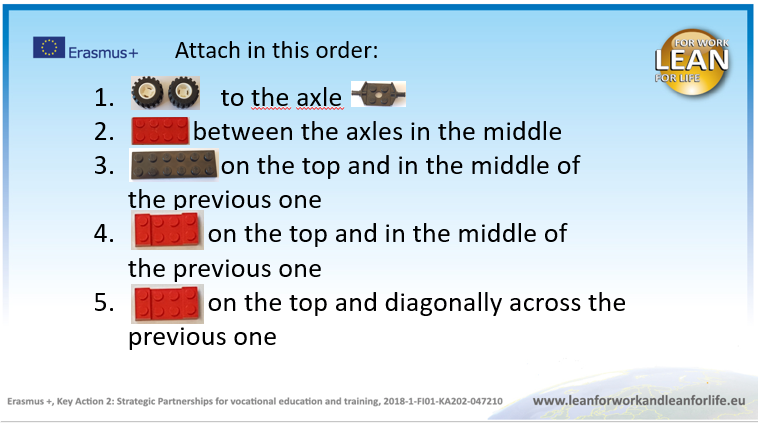 Erasmus+
Attach in this order:
FOR WORK
LEAN
FOR LIFE
1. to the axle
2. between the axles in the middle
3. on the top and in the middle of
the previous one
4. on the top and in the middle of
the previous one
5. on the top and diagonally across the
previous one
Erasmus +, Key Action 2: Strategic Partnerships for vocational education and training, 2018-1-FI01-KA202-047210
www.leanforworkandleanforlife.eu